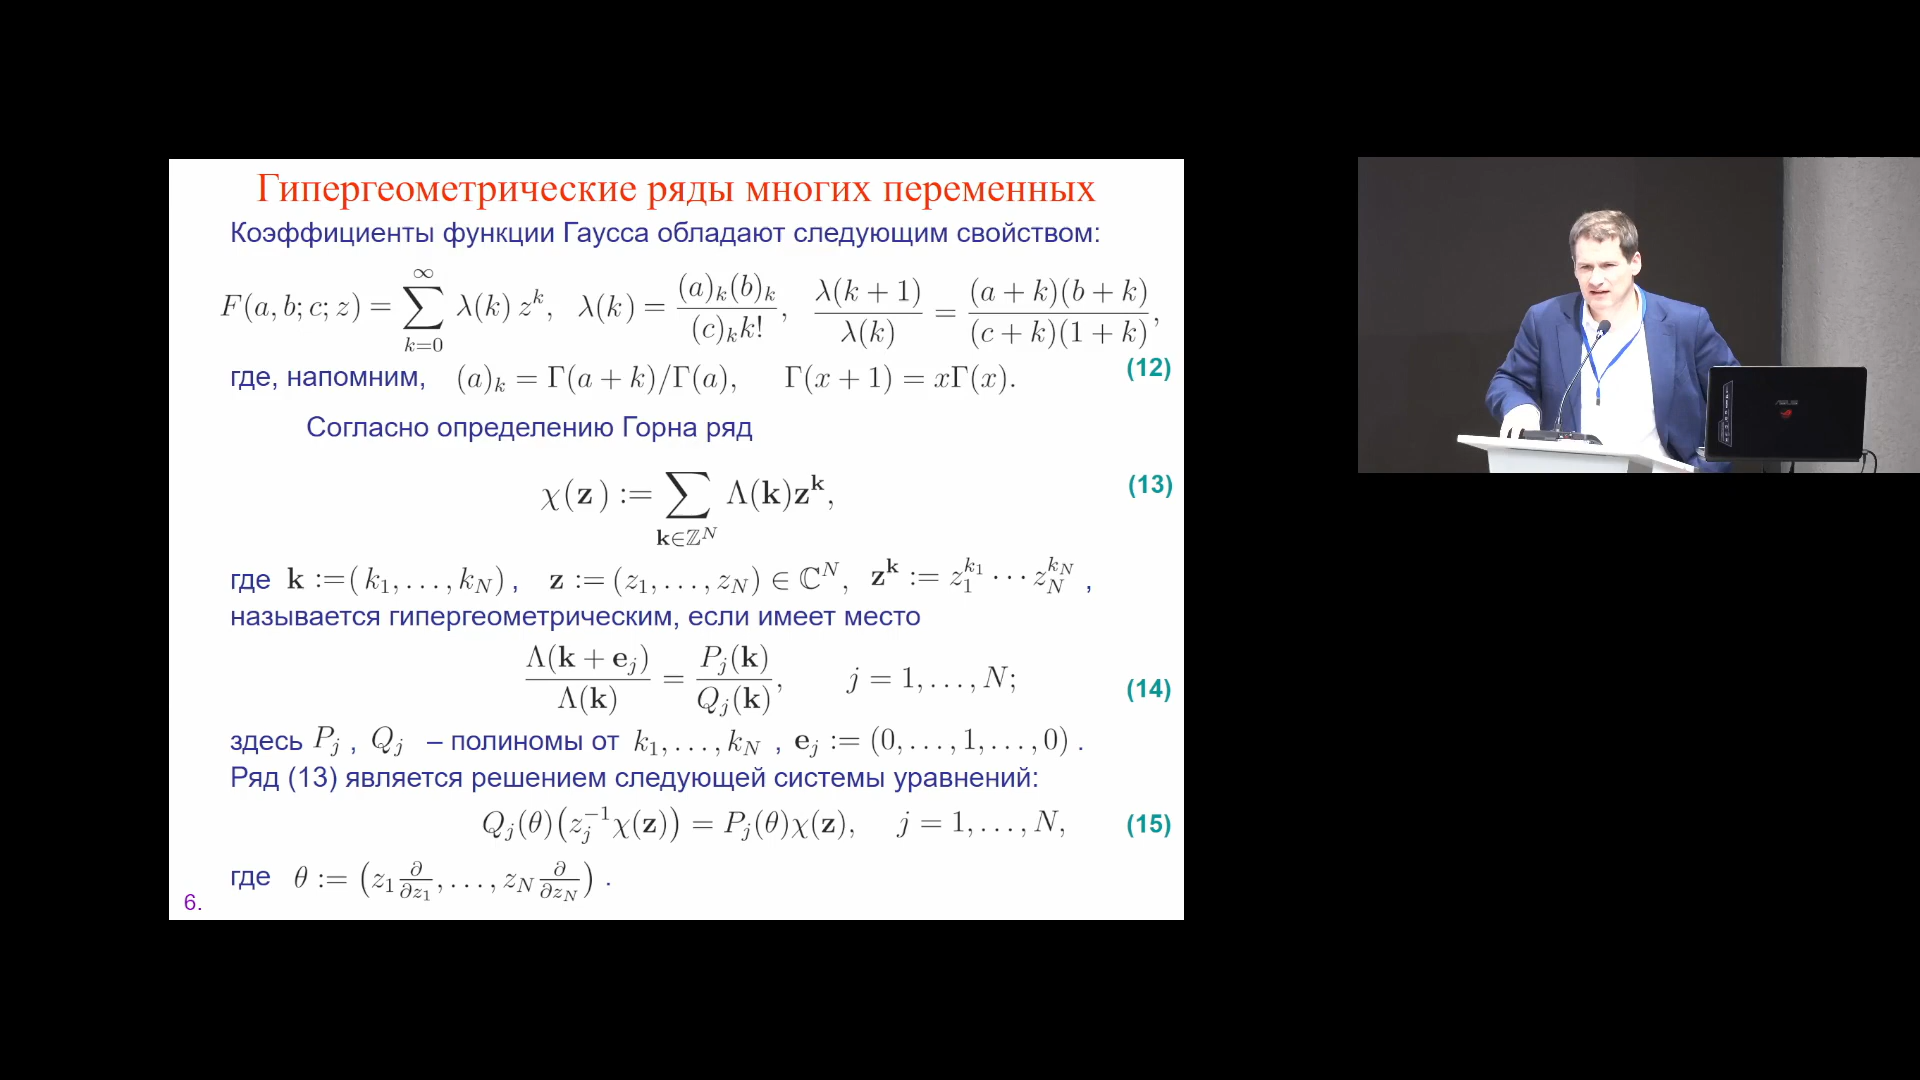 Гипергеометрические ряды многих переменных
Коэффициенты функции Гаусса обладают следующим свойством:
F(a, b; c; z) = ∑_{k=0}^{∞} λ(k) z^k, λ(k) = (a)_k(b)_k / (c)_k k!, λ(k + 1) / λ(k) = (a + k)(b + k) / (c + k)(1 + k),
где, напомним, (a)_k = Γ(a + k)/Γ(a), Γ(x + 1) = xΓ(x). (12)
Согласно определению Горна ряд
χ(z) := ∑_{k∈ℤ^N} Λ(k)z^k, (13)
где k := (k_1, …, k_N), z := (z_1, …, z_N) ∈ ℂ^N, z^k := z_1^{k_1} ⋯ z_N^{k_N},
называется гипергеометрическим, если имеет место
Λ(k + e_j) / Λ(k) = P_j(k) / Q_j(k), j = 1, …, N; (14)
здесь P_j, Q_j – полиномы от k_1, …, k_N, e_j := (0, …, 1, …, 0).
Ряд (13) является решением следующей системы уравнений:
Q_j(θ)(z_j^{-1}χ(z)) = P_j(θ)χ(z), j = 1, …, N, (15)
где θ := (z_1 ∂/∂z_1, …, z_N ∂/∂z_N).
6.